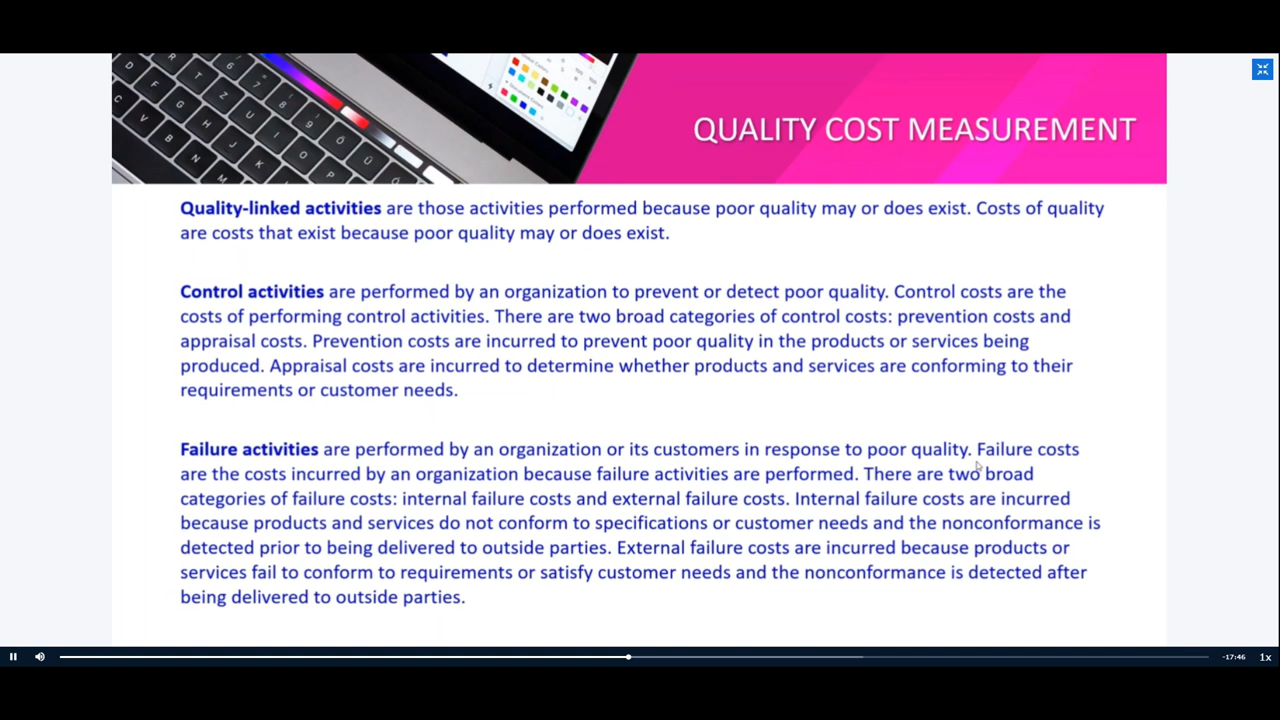 QUALITY COST MEASUREMENT
Quality-linked activities are those activities performed because poor quality may or does exist. Costs of quality
are costs that exist because poor quality may or does exist.
Control activities are performed by an organization to prevent or detect poor quality. Control costs are the
costs of performing control activities. There are two broad categories of control costs: prevention costs and
appraisal costs. Prevention costs are incurred to prevent poor quality in the products or services being
produced. Appraisal costs are incurred to determine whether products and services are conforming to their
requirements or customer needs.
Failure activities are performed by an organization or its customers in response to poor quality. Failure costs
are the costs incurred by an organization because failure activities are performed. There are two broad
categories of failure costs: internal failure costs and external failure costs. Internal failure costs are incurred
because products and services do not conform to specifications or customer needs and the nonconformance is
detected prior to being delivered to outside parties. External failure costs are incurred because products or
services fail to conform to requirements or satisfy customer needs and the nonconformance is detected after
being delivered to outside parties.
-17:46 1x